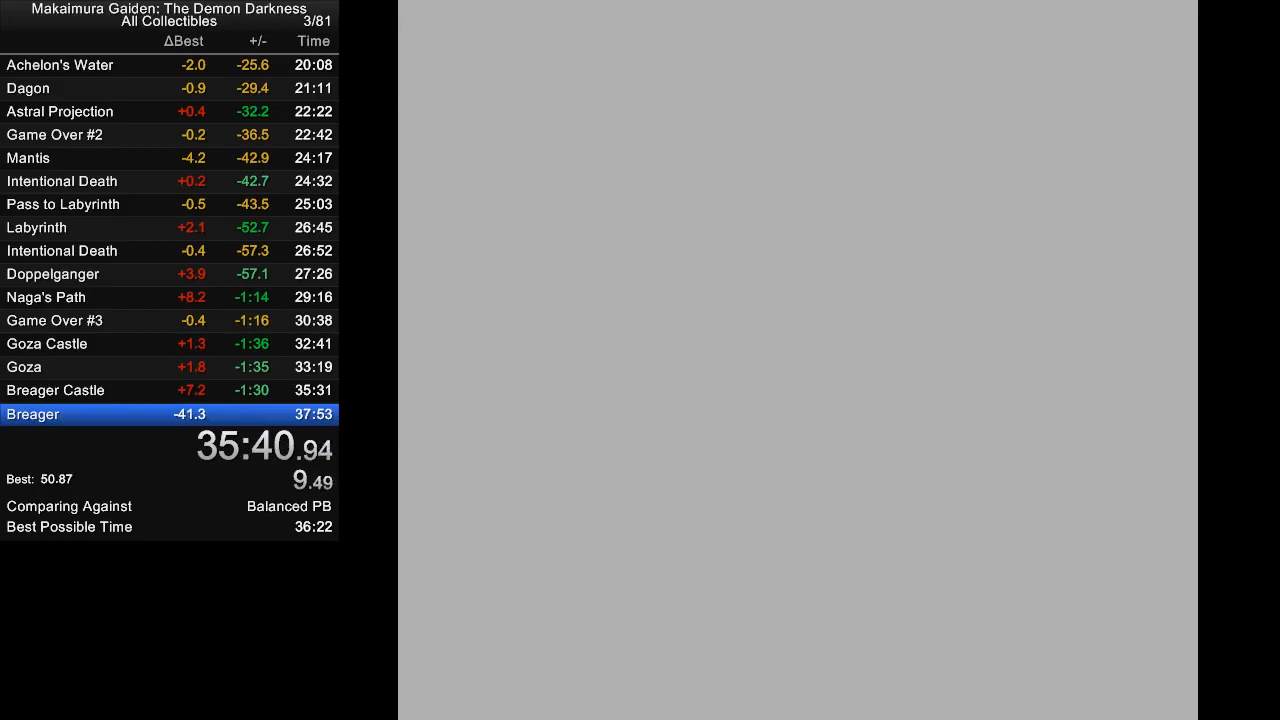 Makaimura Gaiden: The Demon Darkness
All Collectibles 3/81
ΔBest +/- Time
Achelon's Water -2.0 -25.6 20:08
Dagon -0.9 -29.4 21:11
Astral Projection +0.4 -32.2 22:22
Game Over #2 -0.2 -36.5 22:42
Mantis -4.2 -42.9 24:17
Intentional Death +0.2 -42.7 24:32
Pass to Labyrinth -0.5 -43.5 25:03
Labyrinth +2.1 -52.7 26:45
Intentional Death -0.4 -57.3 26:52
Doppelganger +3.9 -57.1 27:26
Naga's Path +8.2 -1:14 29:16
Game Over #3 -0.4 -1:16 30:38
Goza Castle +1.3 -1:36 32:41
Goza +1.8 -1:35 33:19
Breager Castle +7.2 -1:30 35:31
Breager -41.3 37:53
35:40.94
Best: 50.87 9.49
Comparing Against Balanced PB
Best Possible Time 36:22